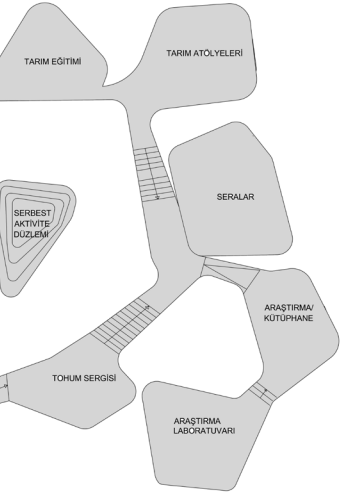 TARIM EĞİTİMİ
TARIM ATÖLYELERİ
SERALAR
SERBEST
AKTİVİTE
DÜZLEMİ
ARAŞTIRMA/
KÜTÜPHANE
TOHUM SERGİSİ
ARAŞTIRMA
LABORATUVARI